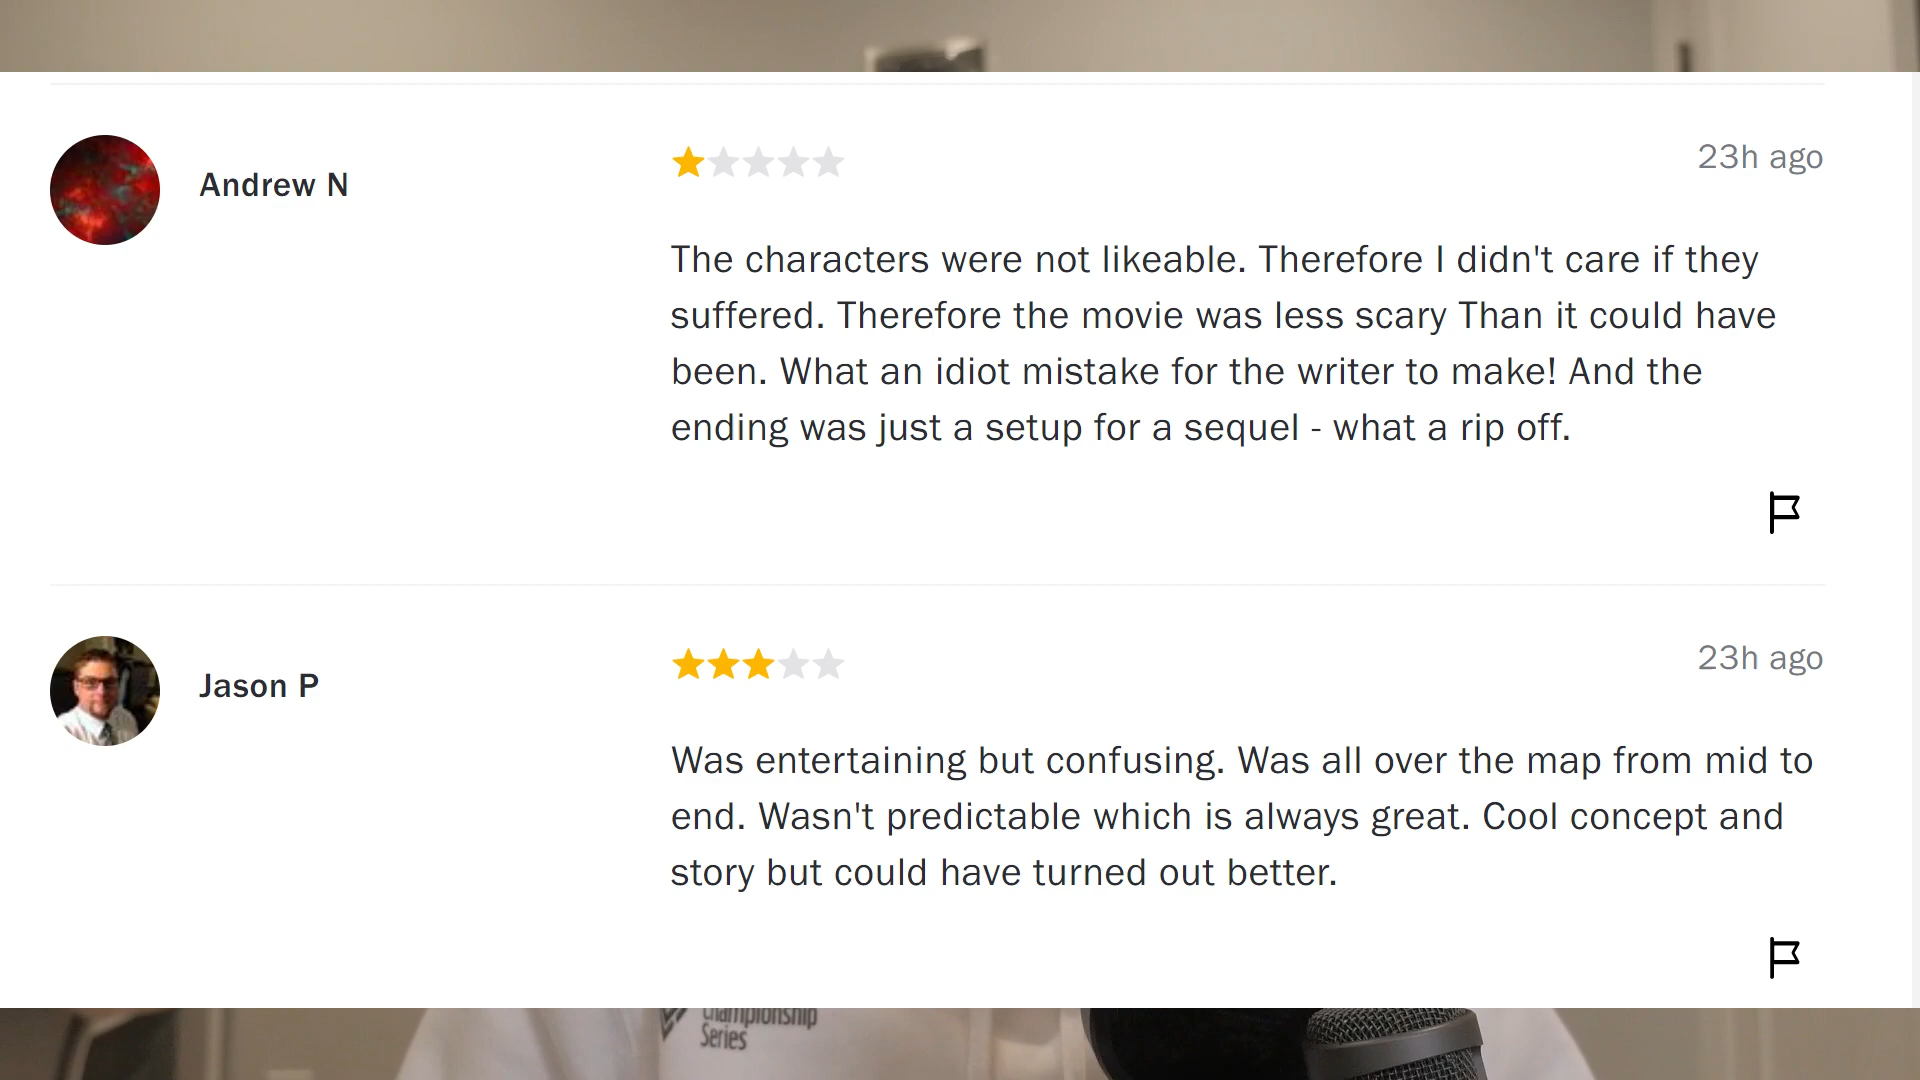 Andrew N
23h ago
The characters were not likeable. Therefore I didn't care if they
suffered. Therefore the movie was less scary Than it could have
been. What an idiot mistake for the writer to make! And the
ending was just a setup for a sequel - what a rip off.
Jason P
23h ago
Was entertaining but confusing. Was all over the map from mid to
end. Wasn't predictable which is always great. Cool concept and
story but could have turned out better.
Championship
Series